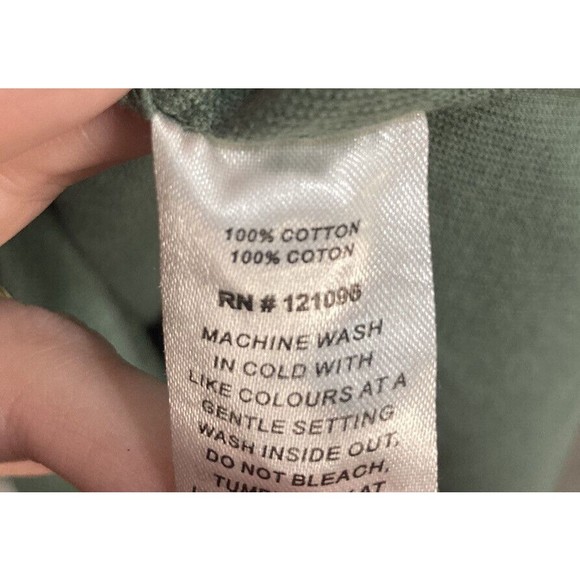 100% COTTON
100% COTON
RN # 121096
MACHINE WASH
IN COLD WITH
LIKE COLOURS AT A
GENTLE SETTING
WASH INSIDE OUT,
DO NOT BLEACH,